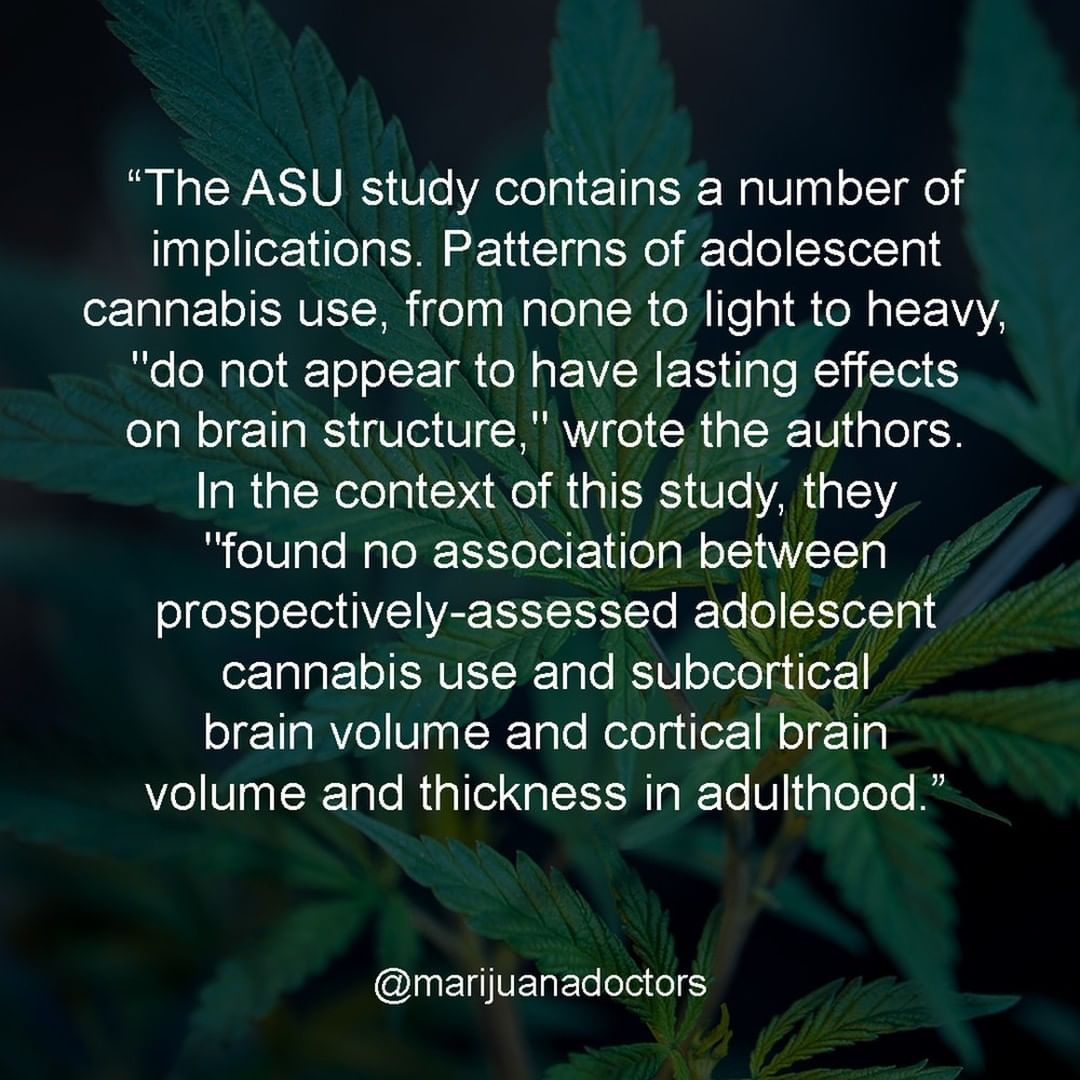 “The ASU study contains a number of
implications. Patterns of adolescent
cannabis use, from none to light to heavy,
"do not appear to have lasting effects
on brain structure," wrote the authors.
In the context of this study, they
"found no association between
prospectively-assessed adolescent
cannabis use and subcortical
brain volume and cortical brain
volume and thickness in adulthood.”
@marijuanadoctors